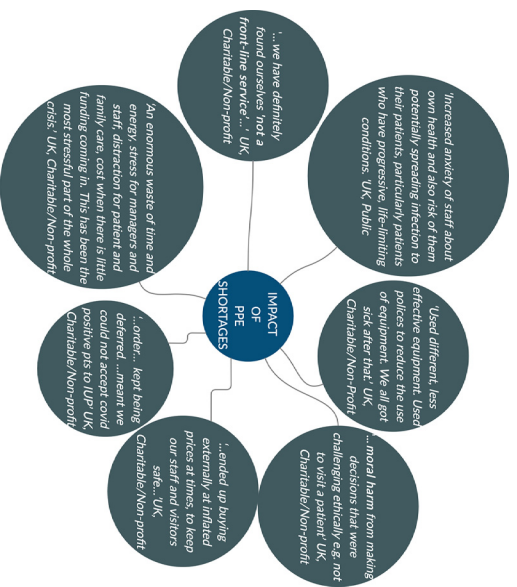 IMPACT
OF
PPE
SHORTAGES
'Increased anxiety of staff about
own health and also risk of them
potentially spreading infection to
their patients, particularly patients
who have progressive, life-limiting
conditions. 'UK, Public
'Used different, less
effective equipment. Used
polices to reduce the use
of equipment. We all got
sick after that.' UK,
Charitable/Non-Profit
'... moral harm from making
decisions that were
challenging ethically e.g. not
to visit a patient' UK,
Charitable/Non-profit
'...ended up buying
externally at inflated
prices at times, to keep
our staff and visitors
safe...'UK,
Charitable/Non-profit
'...order... kept being
deferred. ...meant we
could not accept covid
positive pts to IUP' UK,
Charitable/Non-profit
'An enormous waste of time and
energy, stress for managers and
staff, distraction for patient and
family care, cost when there is little
funding coming in. This has been the
most stressful part of the whole
crisis.' UK, Charitable/Non-profit
'...we have definitely
found ourselves 'not a
front-line service'...' UK,
Charitable/Non-profit